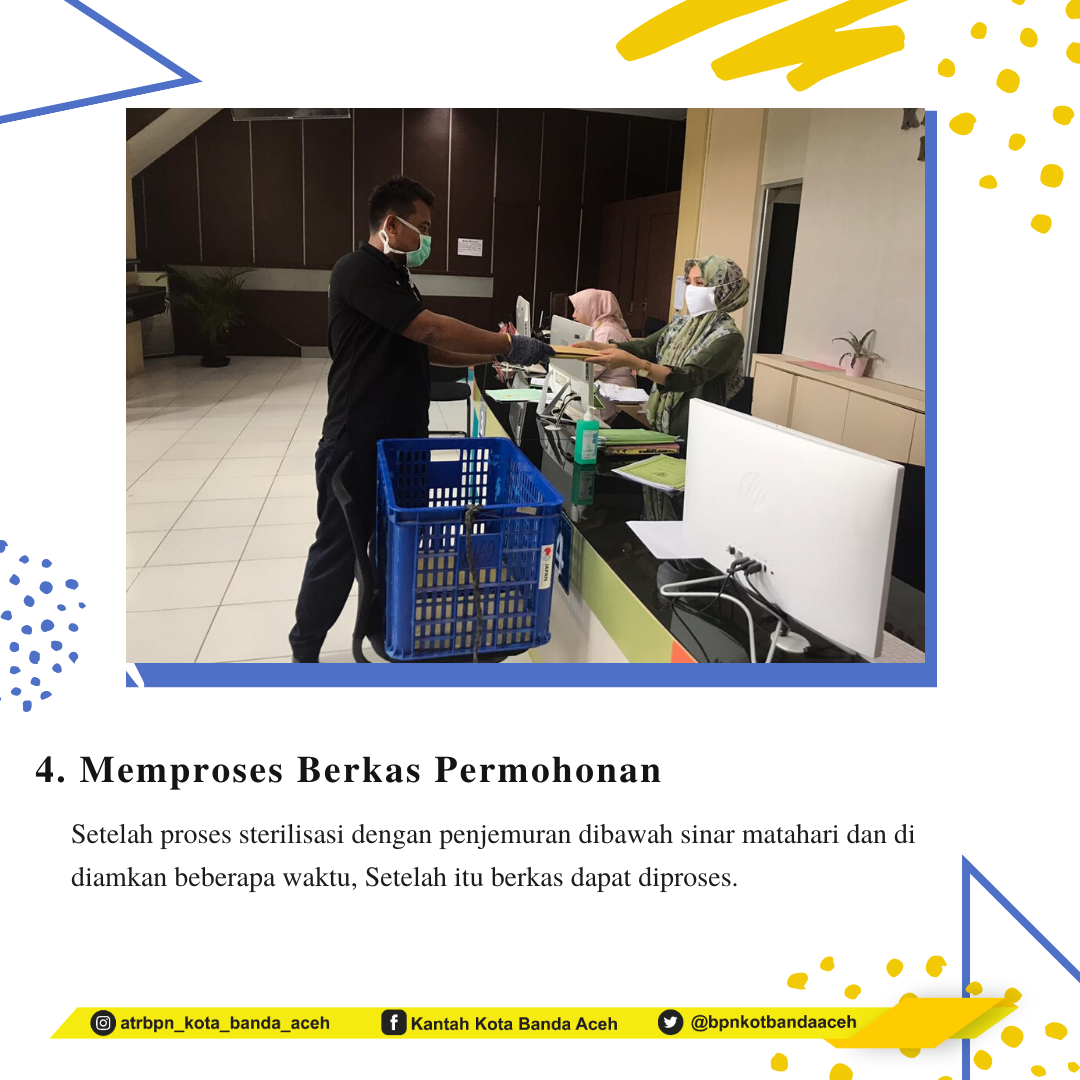 JAPAN
4. Memproses Berkas Permohonan
Setelah proses sterilisasi dengan penjemuran dibawah sinar matahari dan di
diamkan beberapa waktu, Setelah itu berkas dapat diproses.
atrbpn_kota_banda_aceh
Kantah Kota Banda Aceh
@bpnkotbandaaceh